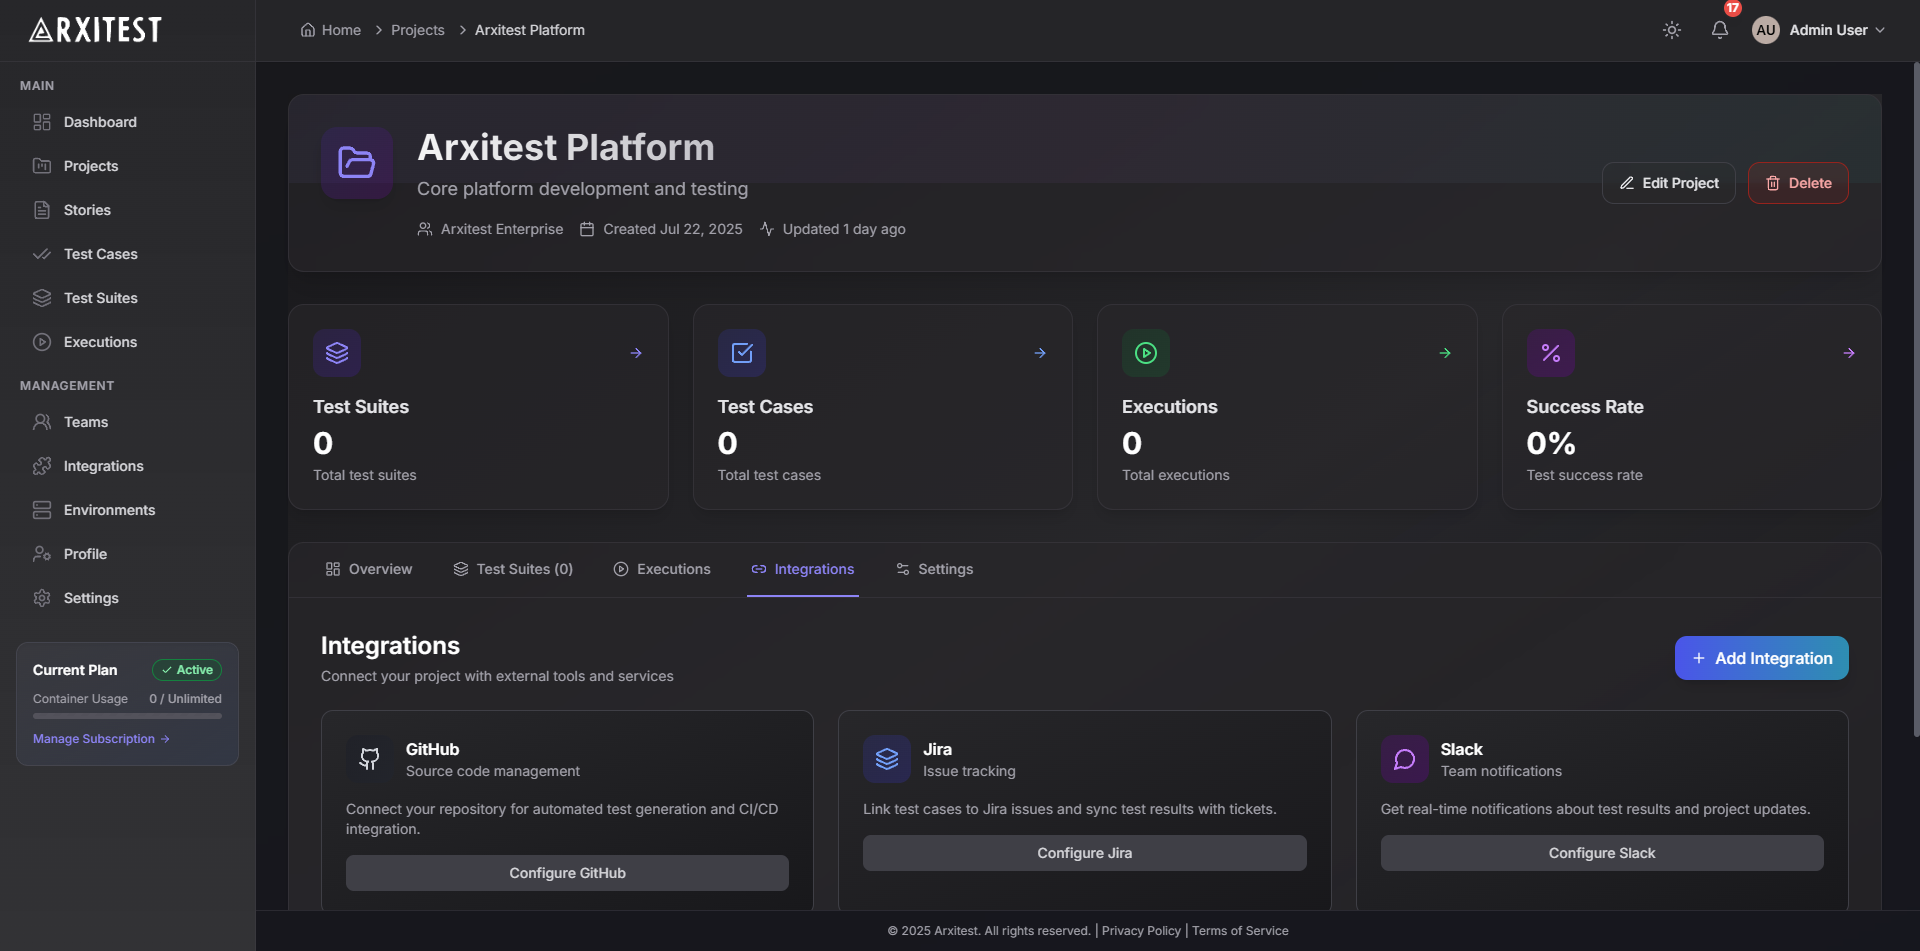 ARXITEST
Home > Projects > Arxitest Platform
17
AU Admin User
MAIN
Dashboard
Projects
Stories
Test Cases
Test Suites
Executions
MANAGEMENT
Teams
Integrations
Environments
Profile
Settings
Current Plan
Active
Container Usage 0 / Unlimited
Manage Subscription →
Arxitest Platform
Core platform development and testing
Arxitest Enterprise Created Jul 22, 2025 Updated 1 day ago
Edit Project
Delete
Test Suites
0
Total test suites
Test Cases
0
Total test cases
Executions
0
Total executions
Success Rate
0%
Test success rate
Overview Test Suites (0) Executions Integrations Settings
Integrations
Connect your project with external tools and services
+ Add Integration
GitHub
Source code management
Connect your repository for automated test generation and CI/CD
integration.
Configure GitHub
Jira
Issue tracking
Link test cases to Jira issues and sync test results with tickets.
Configure Jira
Slack
Team notifications
Get real-time notifications about test results and project updates.
Configure Slack
© 2025 Arxitest. All rights reserved. | Privacy Policy | Terms of Service